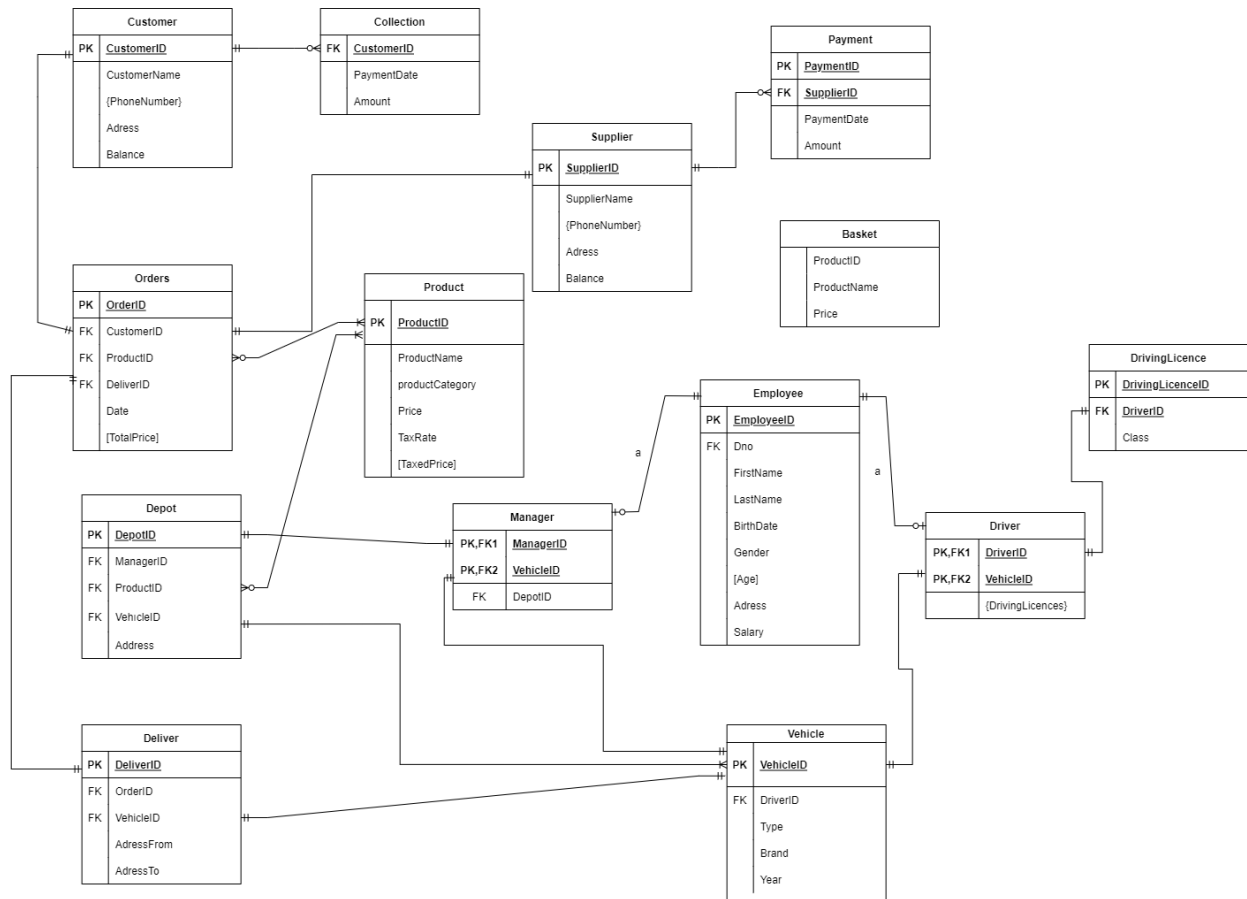 Customer
PK CustomerID
CustomerName
{PhoneNumber}
Adress
Balance
Collection
FK CustomerID
PaymentDate
Amount
Payment
PK PaymentID
FK SupplierID
PaymentDate
Amount
Supplier
PK SupplierID
SupplierName
{PhoneNumber}
Adress
Balance
Basket
ProductID
ProductName
Price
Orders
PK OrderID
FK CustomerID
FK ProductID
FK DeliverID
Date
[TotalPrice]
Product
PK ProductID
ProductName
productCategory
Price
TaxRate
[TaxedPrice]
DrivingLicence
PK DrivingLicenceID
FK DriverID
Class
Employee
PK EmployeeID
FK Dno
FirstName
LastName
BirthDate
Gender
[Age]
Adress
Salary
a
a
Depot
PK DepotID
FK ManagerID
FK ProductID
FK VehicleID
Address
Manager
PK,FK1 ManagerID
PK,FK2 VehicleID
FK DepotID
Driver
PK,FK1 DriverID
PK,FK2 VehicleID
{DrivingLicences}
Deliver
PK DeliverID
FK OrderID
FK VehicleID
AdressFrom
AdressTo
Vehicle
PK VehicleID
FK DriverID
Type
Brand
Year